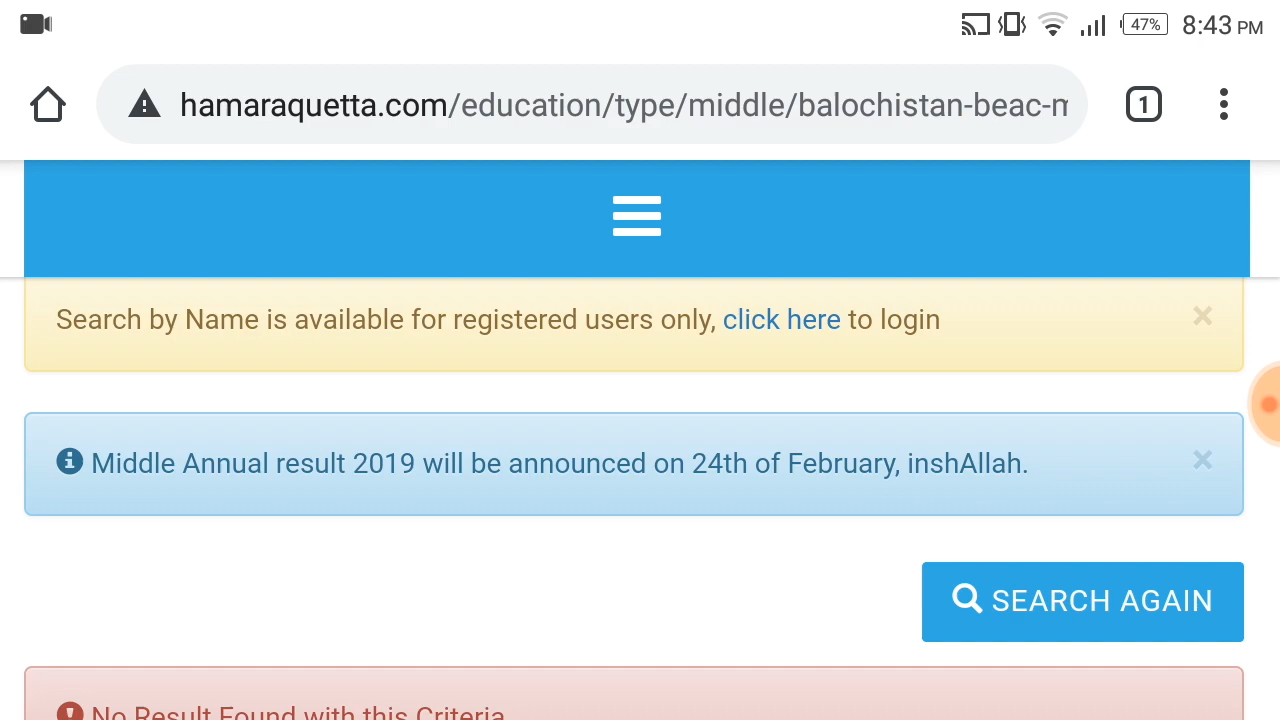 47% 8:43 PM
hamaraquetta.com/education/type/middle/balochistan-beac-m
1
Search by Name is available for registered users only, click here to login
×
Middle Annual result 2019 will be announced on 24th of February, inshAllah.
×
SEARCH AGAIN
No Result Found with this Criteria